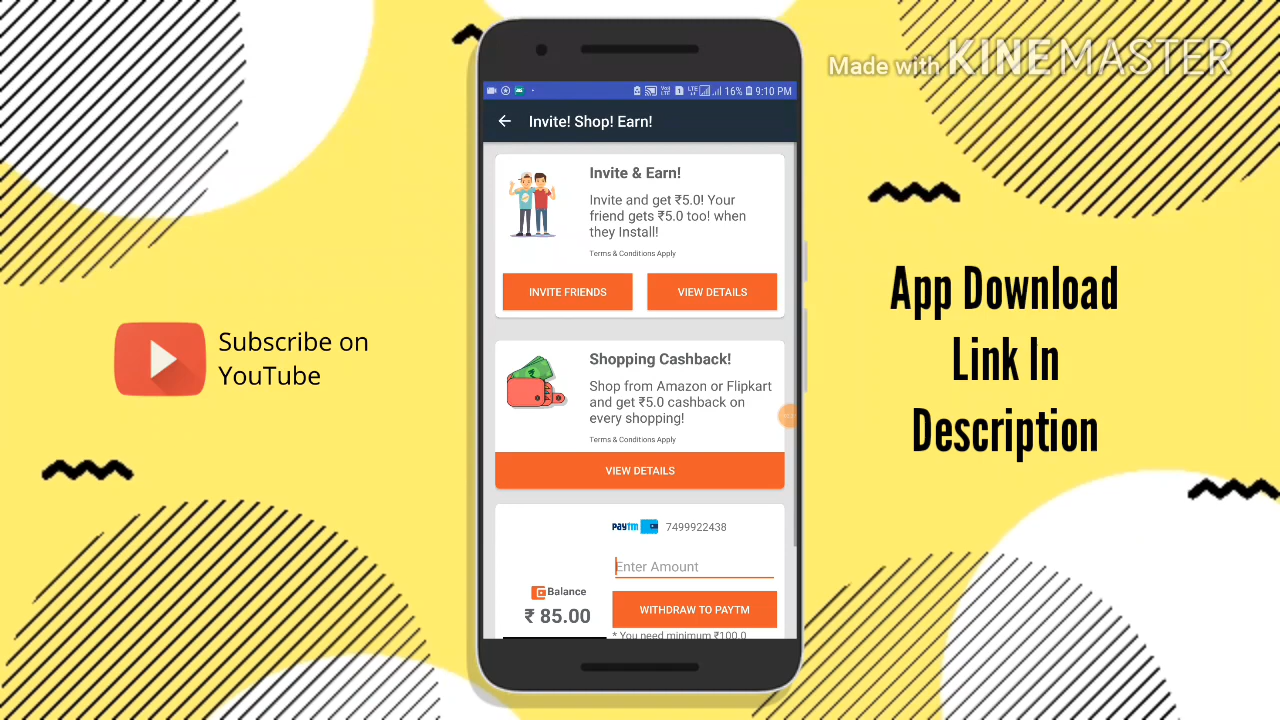 Made with KINEMASTER
16% 9:10 PM
Invite! Shop! Earn!
Invite & Earn!
Invite and get ₹5.0! Your
friend gets ₹5.0 too! when
they Install!
Terms & Conditions Apply
INVITE FRIENDS
VIEW DETAILS
Shopping Cashback!
Shop from Amazon or Flipkart
and get ₹5.0 cashback on
every shopping!
Terms & Conditions Apply
VIEW DETAILS
Paytm 7499922438
Enter Amount
Balance
₹ 85.00
WITHDRAW TO PAYTM
* You need minimum ₹100.0
Subscribe on
YouTube
App Download
Link In
Description